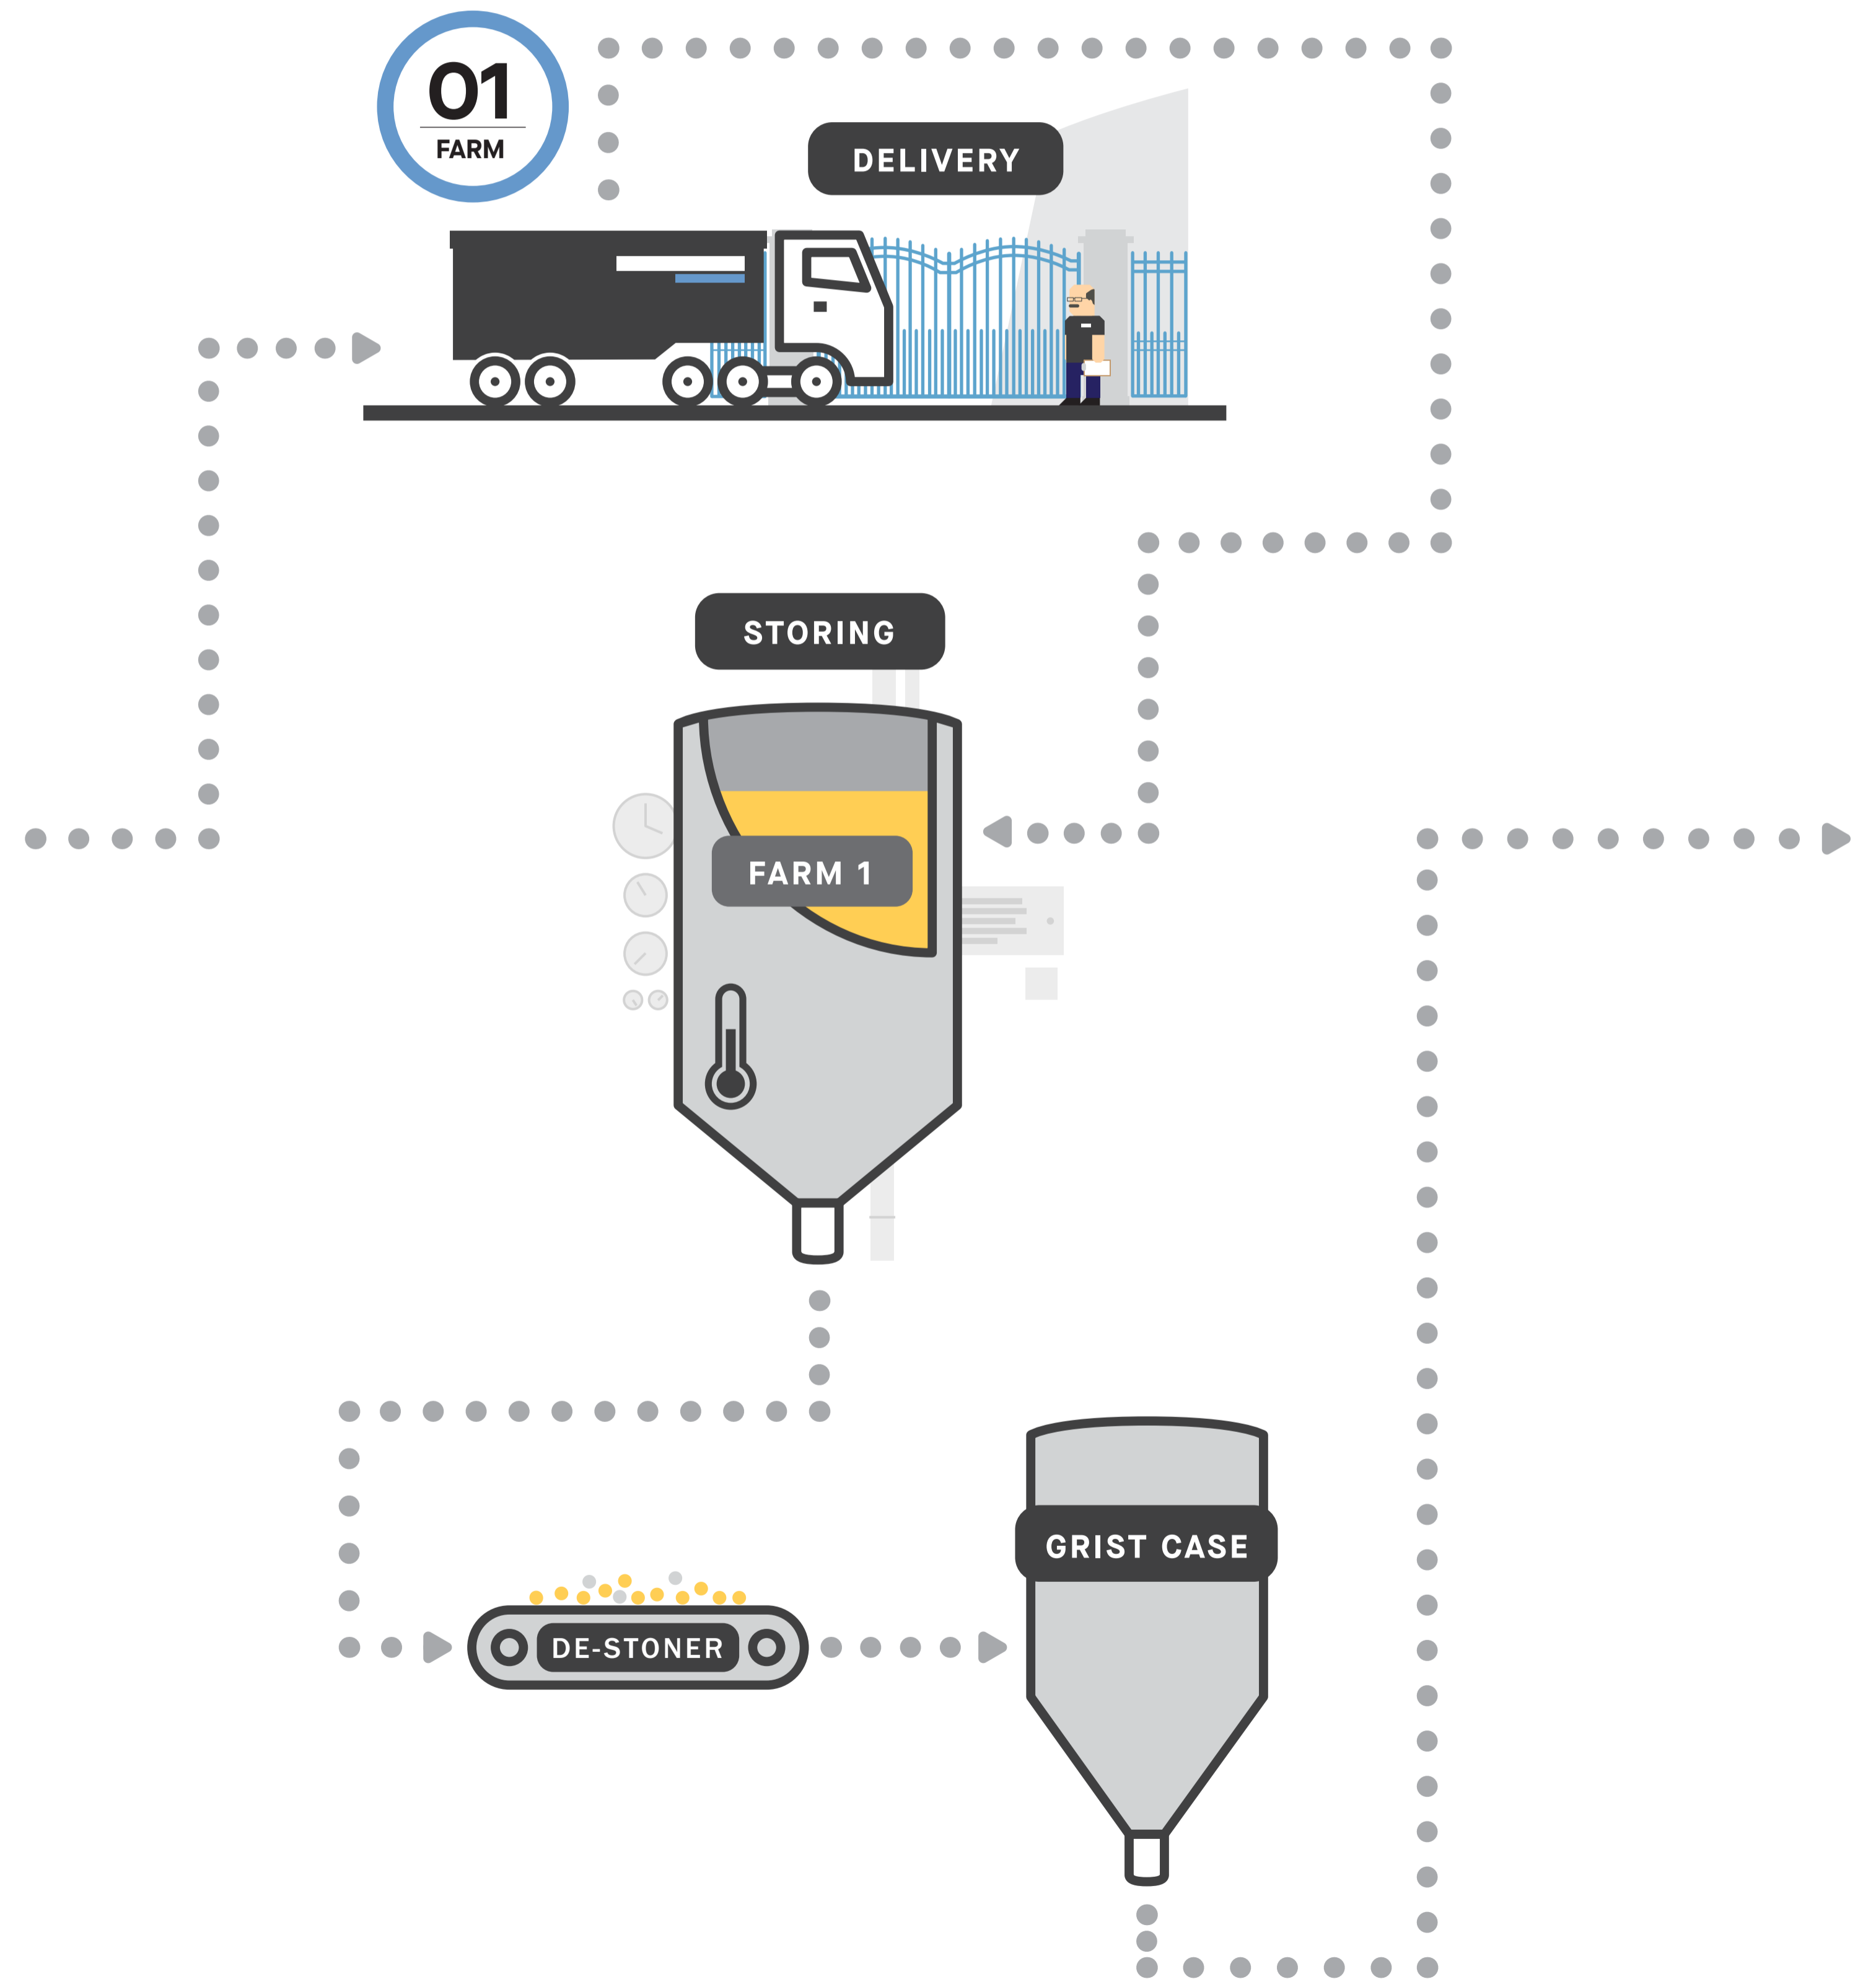 01
FARM
DELIVERY
STORING
FARM 1
GRIST CASE
DE-STONER